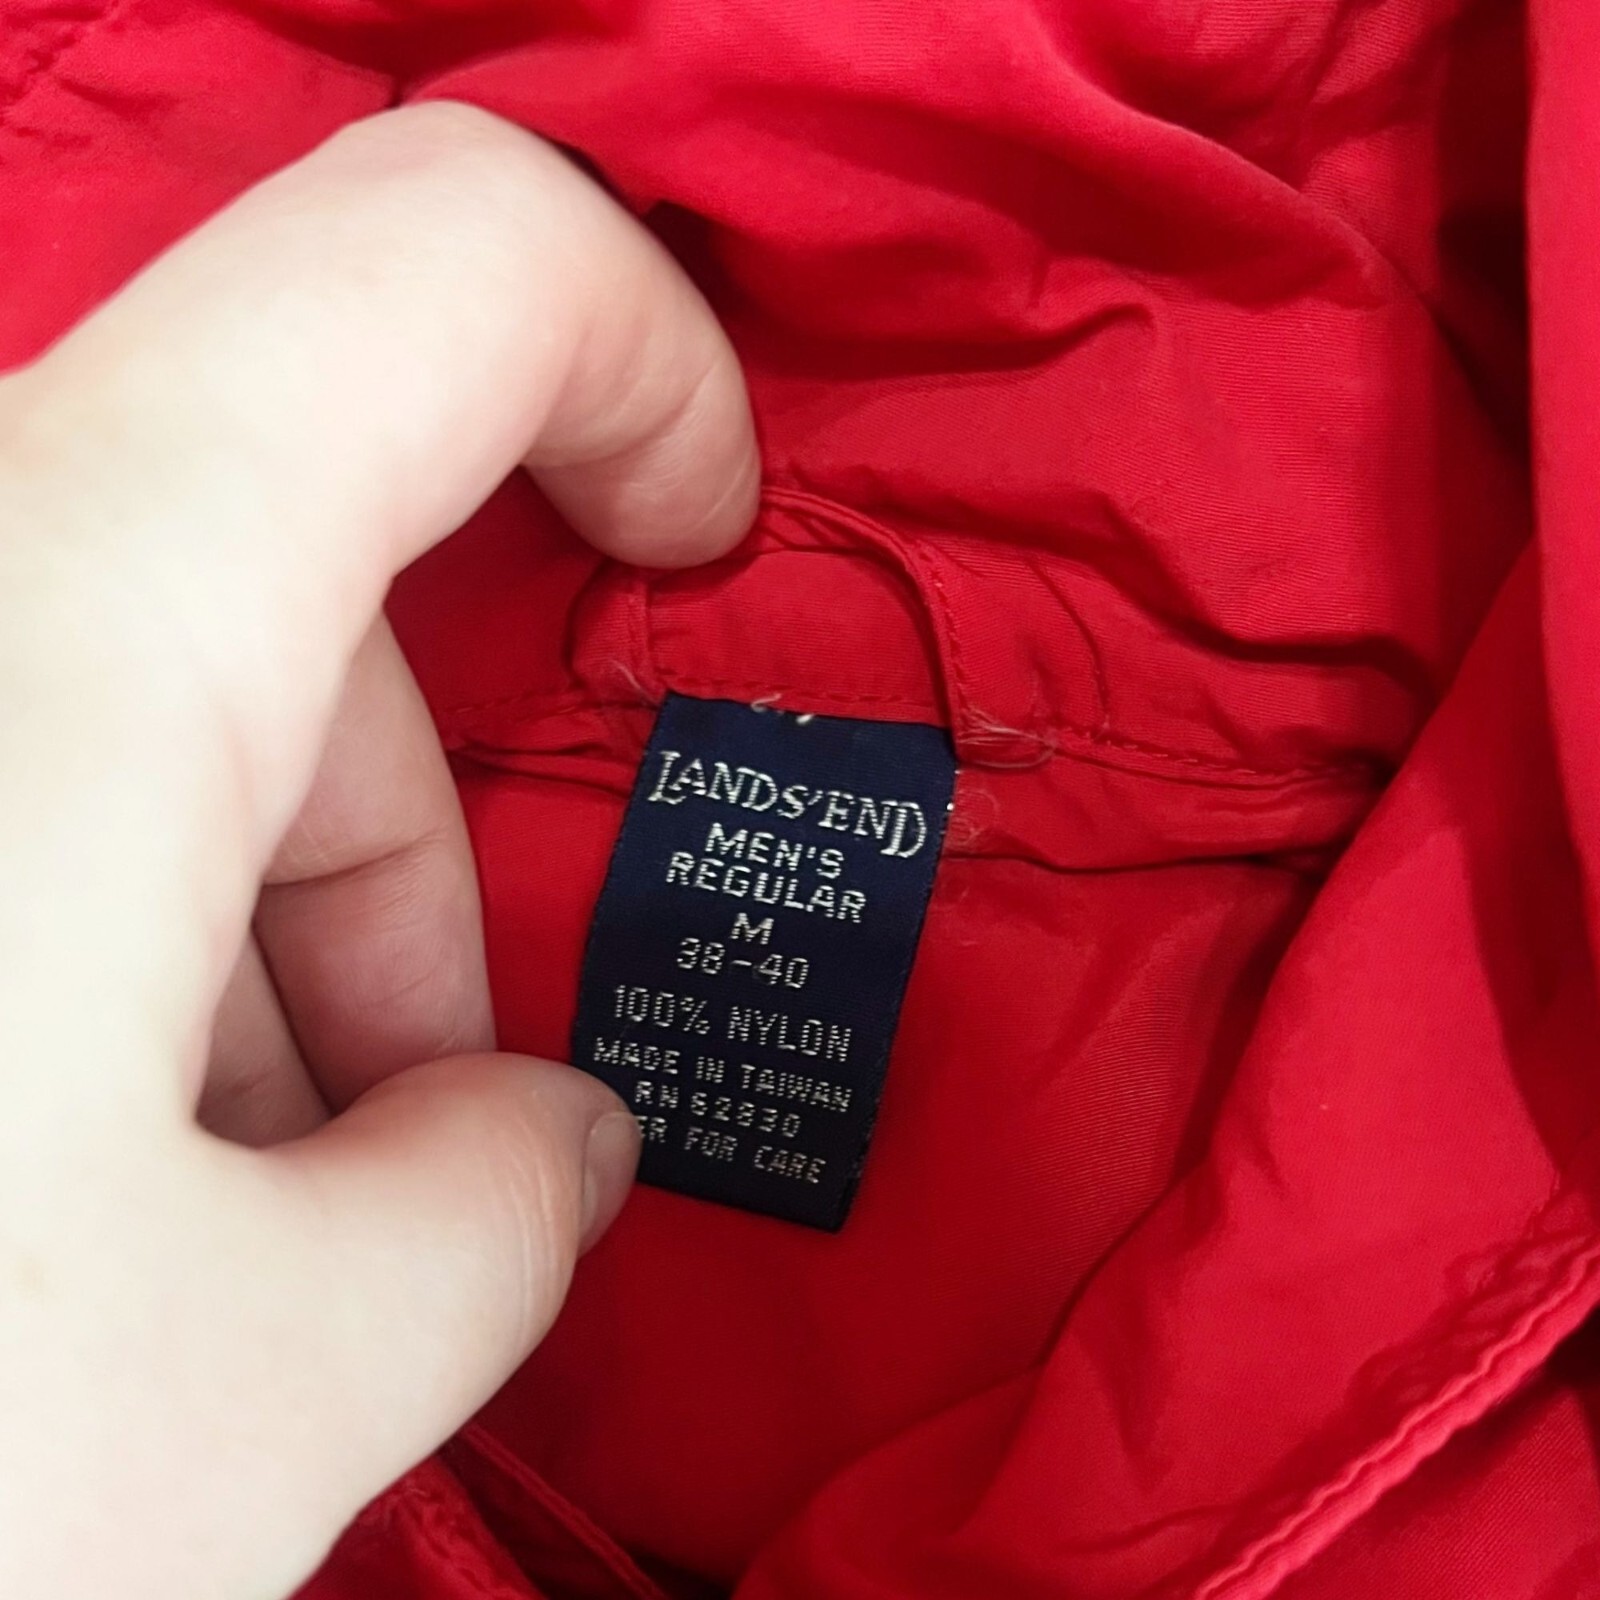 LANDS'END
MEN'S
REGULAR
M
38-40
100% NYLON
MADE IN TAIWAN
RN 62830
FOR CARE